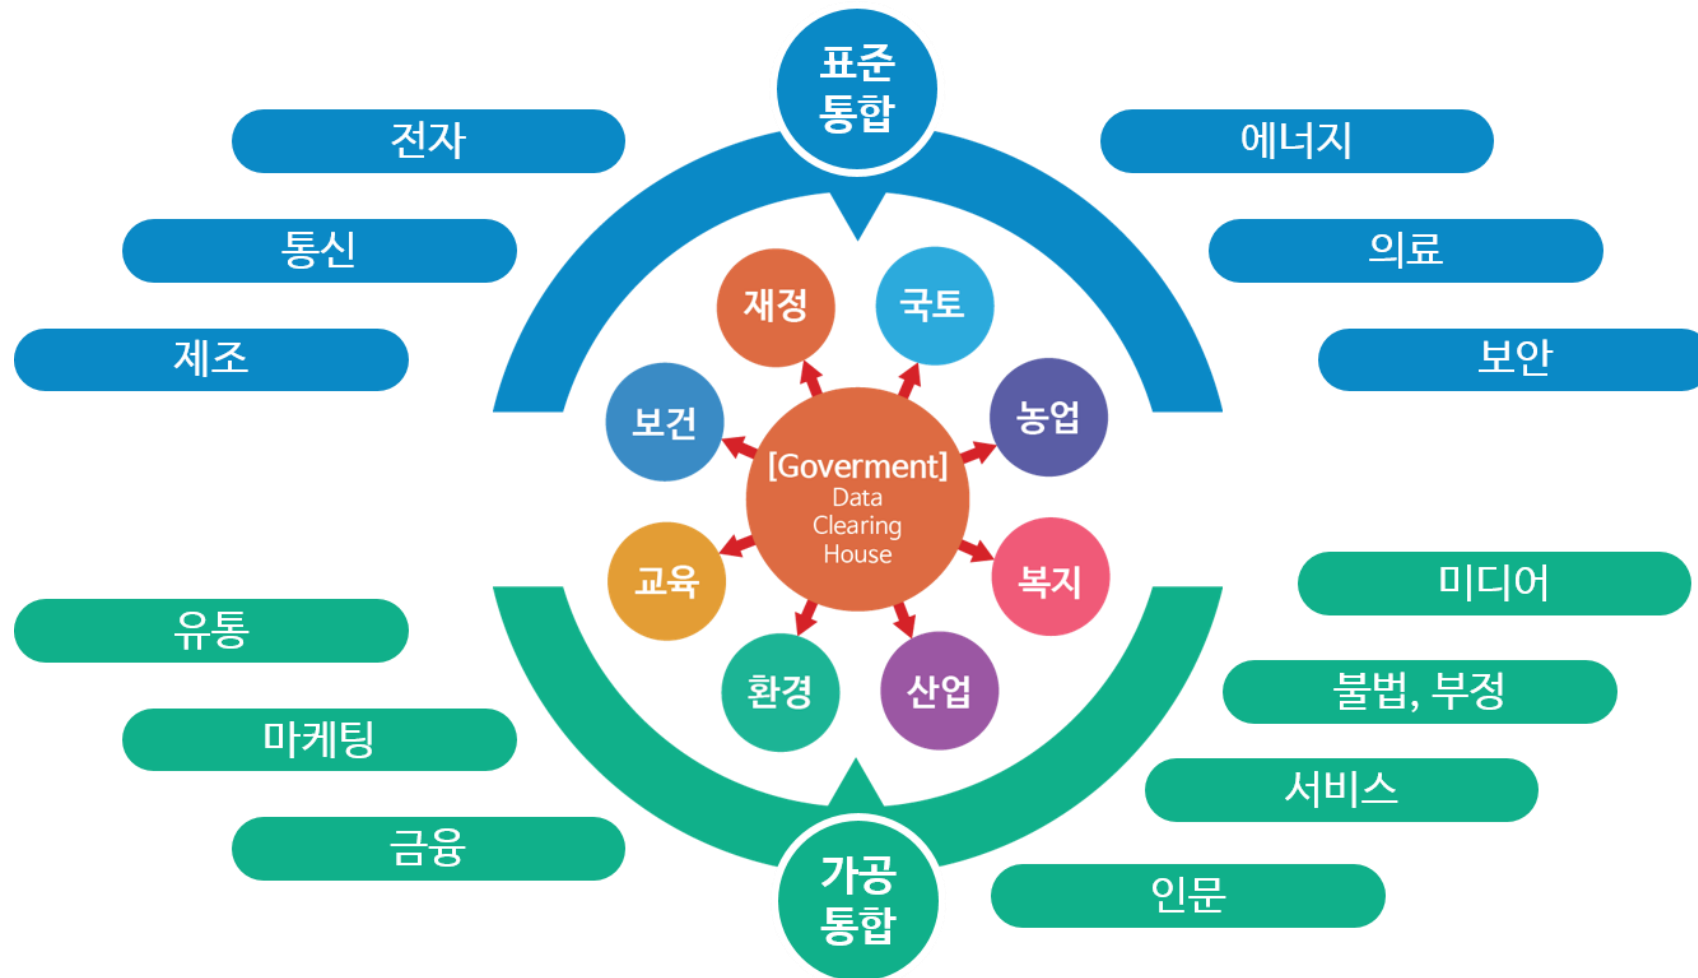 표준
통합
전자
에너지
통신
의료
제조
보안
재정
국토
보건
농업
[Goverment]
Data
Clearing
House
교육
복지
환경
산업
미디어
유통
불법, 부정
마케팅
서비스
금융
가공
통합
인문